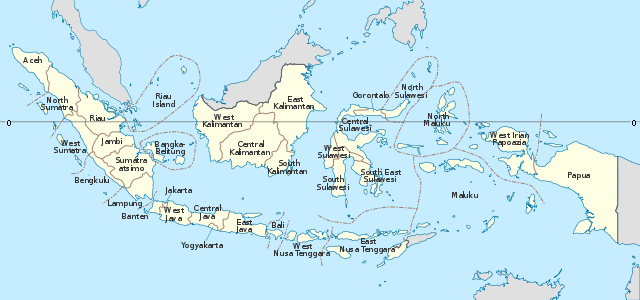 Aceh
North
Sumatra
Riau
West
Sumatra
Jambi
Sumatra
atsimo
Bengkulu
Lampung
Bangka-
Belitung
Riau
Island
Jakarta
Banten
West
Java
Central
Java
Yogyakarta
East
Java
Bali
West
Nusa Tenggara
East
Nusa Tenggara
West
Kalimantan
Central
Kalimantan
East
Kalimantan
South
Kalimantan
Gorontalo
North
Sulawesi
Central
Sulawesi
West
Sulawesi
South
Sulawesi
South East
Sulawesi
North
Maluku
Maluku
West Irian
Papoazia
Papua
0
0